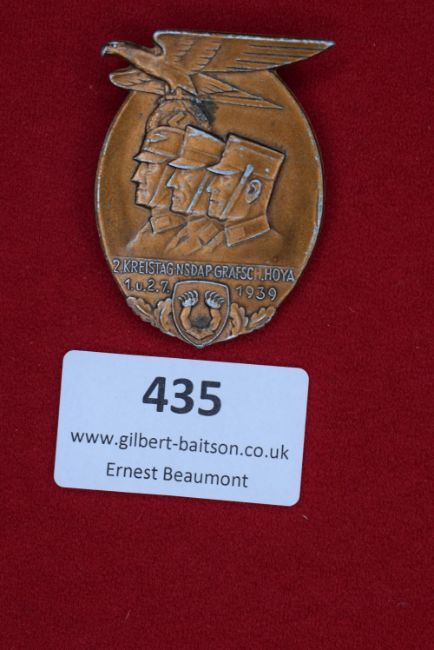 2.KREISTAG NSDAP. GRAFSCH. HOYA
1.u.2.7. 1939
435
www.gilbert-baitson.co.uk
Ernest Beaumont